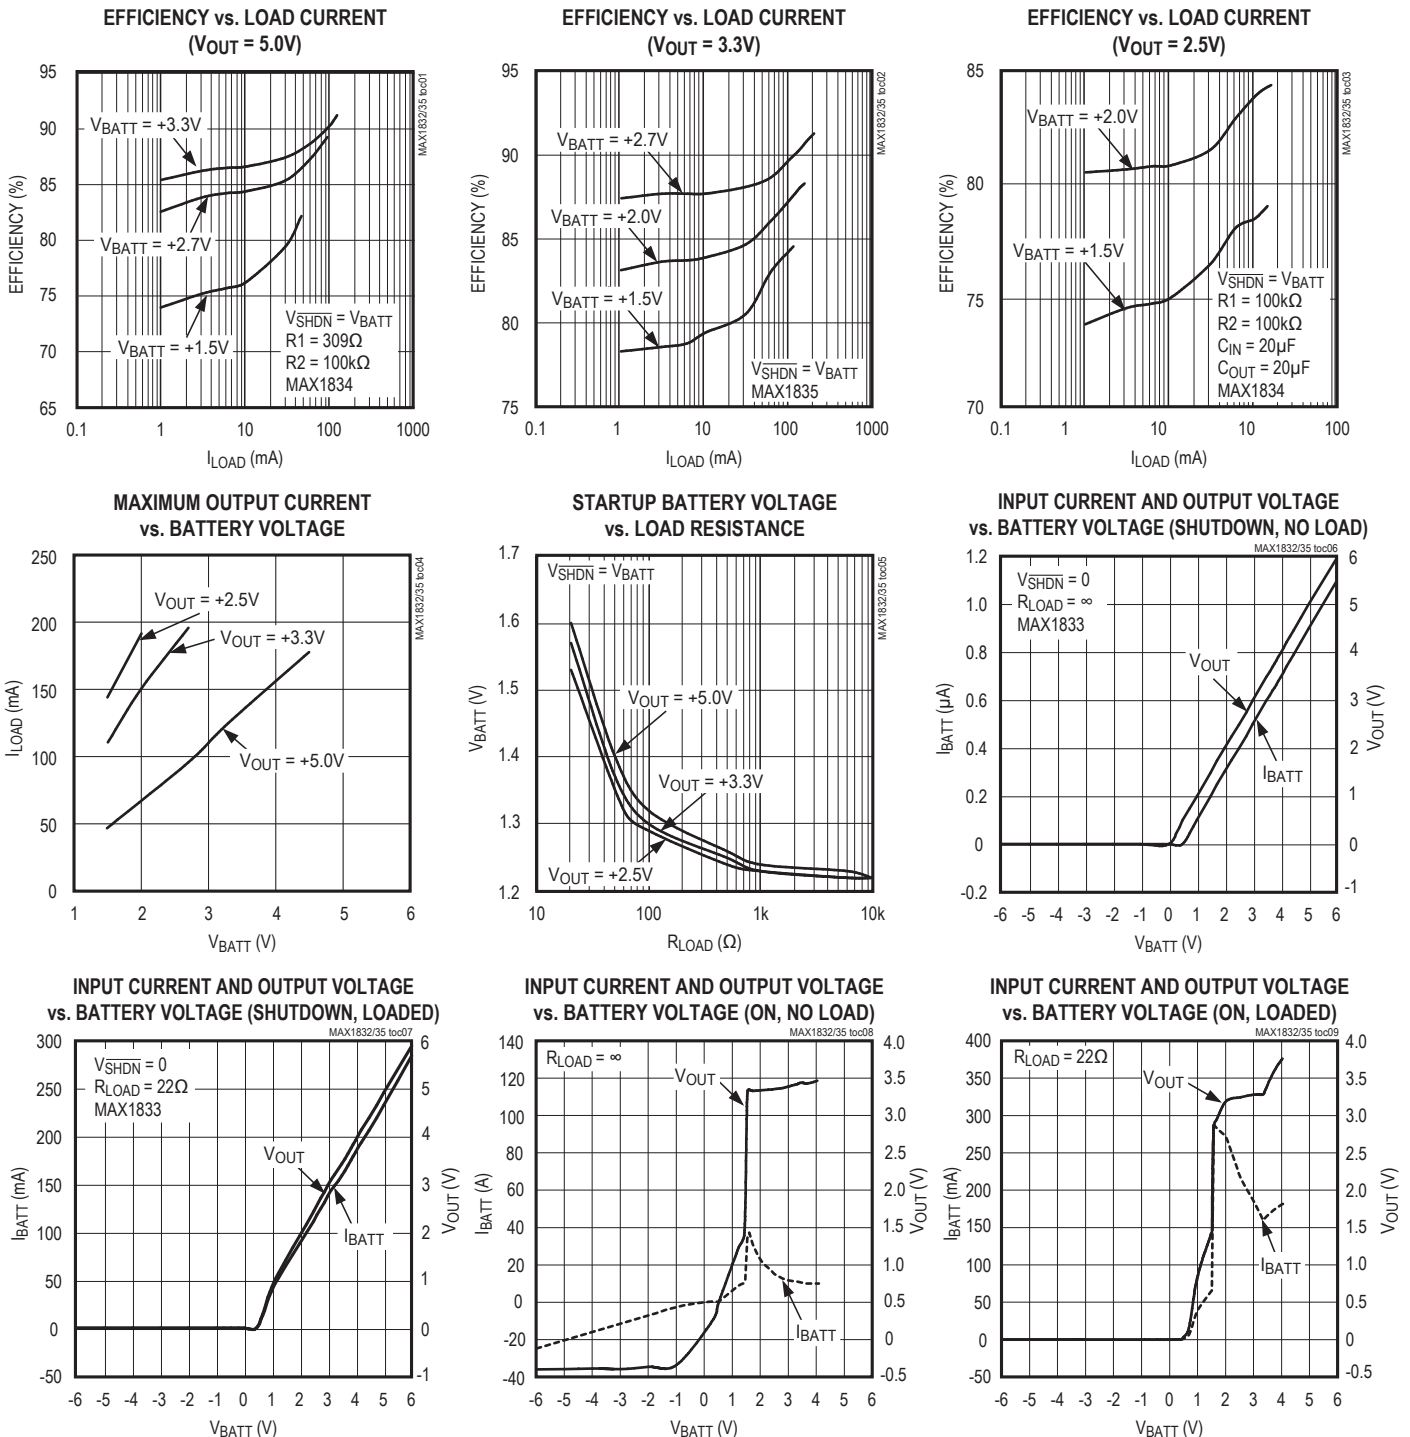 EFFICIENCY vs. LOAD CURRENT
(VOUT = 5.0V)
MAX1832/35 toc01
95
90
85
80
75
70
65
EFFICIENCY (%)
VBATT = +3.3V
VBATT = +2.7V
VBATT = +1.5V
VSHDN = VBATT
R1 = 309Ω
R2 = 100kΩ
MAX1834
0.1 1 10 100 1000
ILOAD (mA)
EFFICIENCY vs. LOAD CURRENT
(VOUT = 3.3V)
MAX1832/35 toc02
95
90
85
80
75
EFFICIENCY (%)
VBATT = +2.7V
VBATT = +2.0V
VBATT = +1.5V
VSHDN = VBATT
MAX1835
0.1 1 10 100 1000
ILOAD (mA)
EFFICIENCY vs. LOAD CURRENT
(VOUT = 2.5V)
MAX1832/35 toc03
85
80
75
70
EFFICIENCY (%)
VBATT = +2.0V
VBATT = +1.5V
VSHDN = VBATT
R1 = 100kΩ
R2 = 100kΩ
CIN = 20µF
COUT = 20µF
MAX1834
0.1 1 10 10 100
ILOAD (mA)
MAXIMUM OUTPUT CURRENT
vs. BATTERY VOLTAGE
MAX1832/35 toc04
250
200
150
100
50
0
ILOAD (mA)
VOUT = +2.5V
VOUT = +3.3V
VOUT = +5.0V
1 2 3 4 5 6
VBATT (V)
STARTUP BATTERY VOLTAGE
vs. LOAD RESISTANCE
MAX1832/35 toc05
1.7
1.6
1.5
1.4
1.3
1.2
VBATT (V)
VSHDN = VBATT
VOUT = +5.0V
VOUT = +3.3V
VOUT = +2.5V
10 100 1k 10k
RLOAD (Ω)
INPUT CURRENT AND OUTPUT VOLTAGE
vs. BATTERY VOLTAGE (SHUTDOWN, NO LOAD)
MAX1832/35 toc06
1.2
1.0
0.8
0.6
0.4
0.2
0
-0.2
IBATT (µA)
VSHDN = 0
RLOAD = ∞
MAX1833
VOUT
IBATT
6
5
4
3
2
1
0
-1
VOUT (V)
-6 -5 -4 -3 -2 -1 0 1 2 3 4 5 6
VBATT (V)
INPUT CURRENT AND OUTPUT VOLTAGE
vs. BATTERY VOLTAGE (SHUTDOWN, LOADED)
MAX1832/35 toc07
300
250
200
150
100
50
0
-50
IBATT (mA)
VSHDN = 0
RLOAD = 22Ω
MAX1833
VOUT
IBATT
6
5
4
3
2
1
0
-1
VOUT (V)
-6 -5 -4 -3 -2 -1 0 1 2 3 4 5 6
VBATT (V)
INPUT CURRENT AND OUTPUT VOLTAGE
vs. BATTERY VOLTAGE (ON, NO LOAD)
MAX1832/35 toc08
140
120
100
80
60
40
20
0
-20
-40
IBATT (A)
RLOAD = ∞
VOUT
IBATT
4.0
3.5
3.0
2.5
2.0
1.5
1.0
0.5
0
-0.5
VOUT (V)
-6 -5 -4 -3 -2 -1 0 1 2 3 4 5 6
VBATT (V)
INPUT CURRENT AND OUTPUT VOLTAGE
vs. BATTERY VOLTAGE (ON, LOADED)
MAX1832/35 toc09
400
350
300
250
200
150
100
50
0
-50
IBATT (mA)
RLOAD = 22Ω
VOUT
IBATT
4.0
3.5
3.0
2.5
2.0
1.5
1.0
0.5
0
-0.5
VOUT (V)
-6 -5 -4 -3 -2 -1 0 1 2 3 4 5 6
VBATT (V)